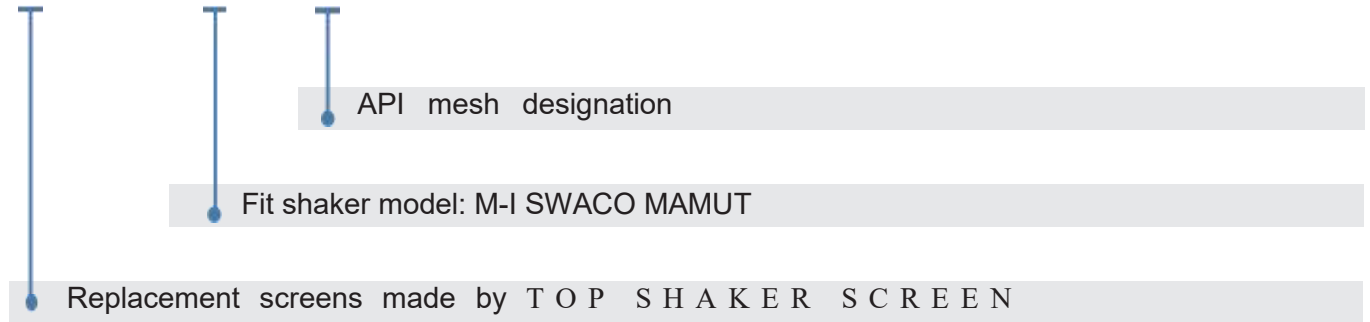 API mesh designation
Fit shaker model: M-I SWACO MAMUT
Replacement screens made by TOP SHAKER SCREEN